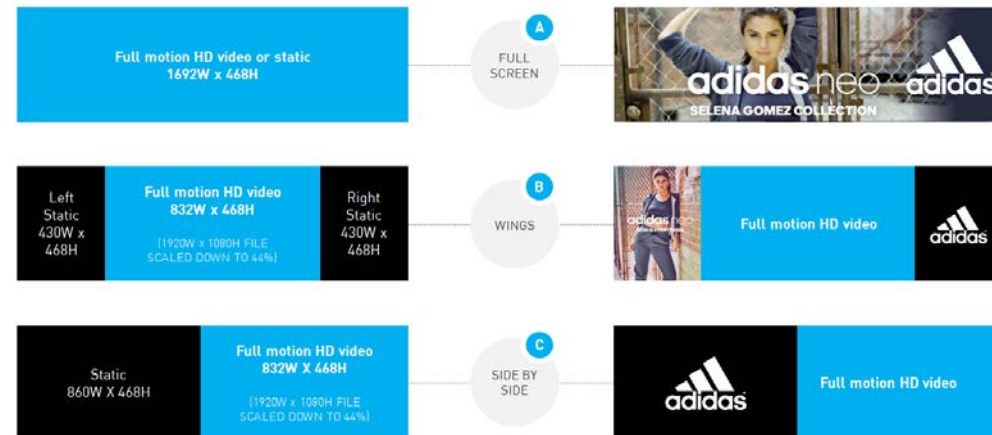 Full motion HD video or static
1692W x 468H
A
FULL
SCREEN
adidas neo
SELENA GOMEZ COLLECTION
adidas
Left
Static
430W x
468H
Full motion HD video
832W x 468H
(1920W x 1080H FILE
SCALED DOWN TO 44%)
Right
Static
430W x
468H
B
WINGS
adidas neo
Full motion HD video
adidas
Static
860W X 468H
Full motion HD video
832W X 468H
(1920W x 1080H FILE
SCALED DOWN TO 44%)
C
SIDE BY
SIDE
adidas
Full motion HD video